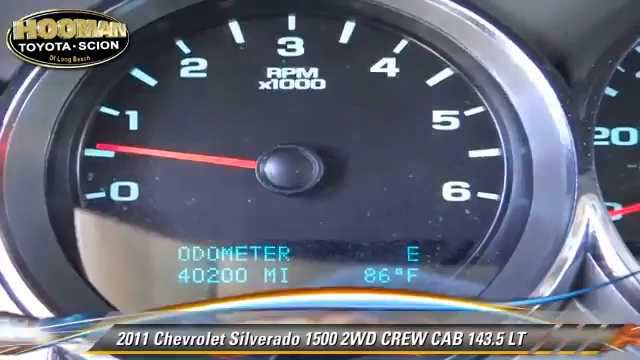 HOOMAN
TOYOTA • SCION
Of Long Beach
0
1
2
3
4
5
6
RPM
x1000
20
ODOMETER E
40200 MI 86°F
2011 Chevrolet Silverado 1500 2WD CREW CAB 143.5 LT